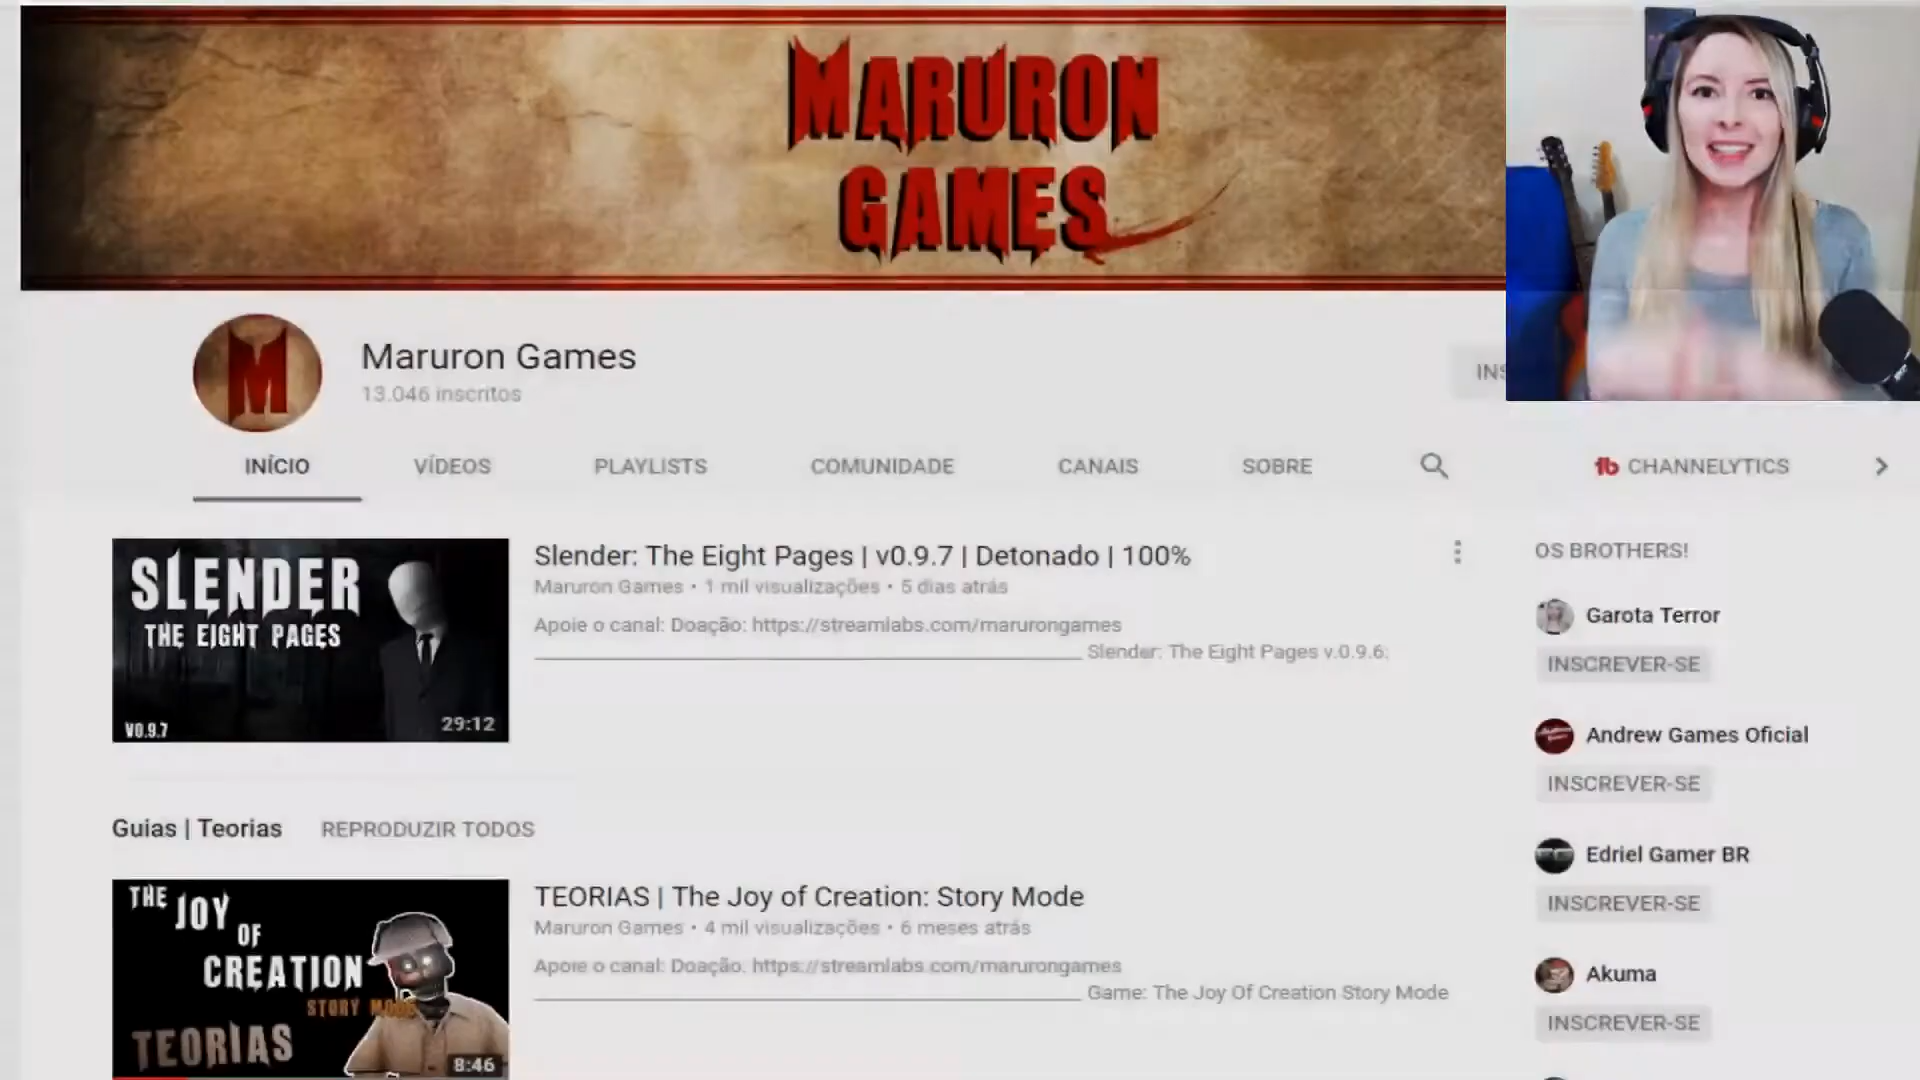 MARURON
GAMES
Maruron Games
13.046 inscritos
INS
INÍCIO VÍDEOS PLAYLISTS COMUNIDADE CANAIS SOBRE CHANNELYTICS
SLENDER
THE EIGHT PAGES
V0.9.7
29:12
Slender: The Eight Pages | v0.9.7 | Detonado | 100%
Maruron Games • 1 mil visualizações • 5 dias atrás
Apoie o canal: Doação: https://streamlabs.com/marurongames
Slender: The Eight Pages v.0.9.6:
Guias | Teorias REPRODUZIR TODOS
THE
JOY
OF
CREATION
STORY MODE
TEORIAS
8:46
TEORIAS | The Joy of Creation: Story Mode
Maruron Games • 4 mil visualizações • 6 meses atrás
Apoie o canal: Doação: https://streamlabs.com/marurongames
Game: The Joy Of Creation Story Mode
OS BROTHERS!
Garota Terror
INSCREVER-SE
Andrew Games Oficial
INSCREVER-SE
Edriel Gamer BR
INSCREVER-SE
Akuma
INSCREVER-SE